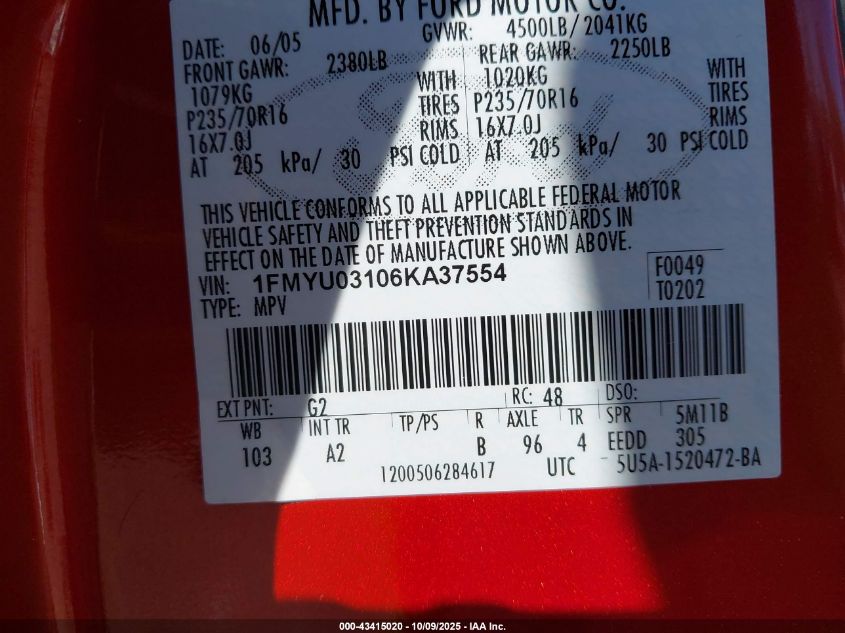 MFD. BY FORD MOTOR CO.
DATE: 06/05 GVWR: 4500LB/2041KG
FRONT GAWR: 2380LB REAR GAWR: 2250LB
1079KG WITH 1020KG WITH
P235/70R16 TIRES P235/70R16 TIRES
16X7.0J RIMS 16X7.0J RIMS
AT 205 kPa/ 30 PSI COLD AT 205 kPa/ 30 PSI COLD
THIS VEHICLE CONFORMS TO ALL APPLICABLE FEDERAL MOTOR
VEHICLE SAFETY AND THEFT PREVENTION STANDARDS IN
EFFECT ON THE DATE OF MANUFACTURE SHOWN ABOVE.
VIN: 1FMYU03106KA37554 F0049
TYPE: MPV T0202
EXT PNT: G2 RC: 48 DSO:
WB INT TR TP/PS R AXLE TR SPR 5M11B
103 A2 B 96 4 EEDD 305
1200506284617 UTC 5U5A-1520472-BA
000-43415020 - 10/09/2025 - IAA Inc.